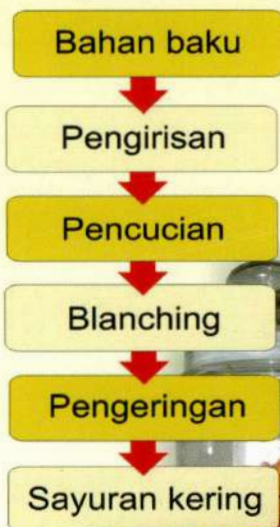 Bahan baku
Pengirisan
Pencucian
Blanching
Pengeringan
Sayuran kering